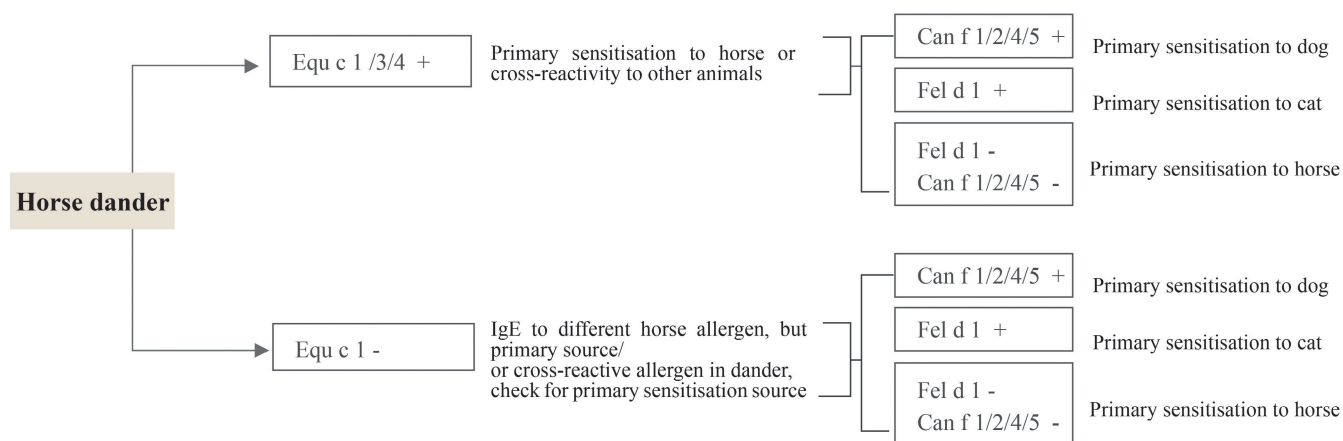 Horse dander
Equ c 1 /3/4 +
Primary sensitisation to horse or
cross-reactivity to other animals
Can f 1/2/4/5 +
Primary sensitisation to dog
Fel d 1 +
Primary sensitisation to cat
Fel d 1 -
Can f 1/2/4/5 -
Primary sensitisation to horse
Equ c 1 -
IgE to different horse allergen, but
primary source/
or cross-reactive allergen in dander,
check for primary sensitisation source
Can f 1/2/4/5 +
Primary sensitisation to dog
Fel d 1 +
Primary sensitisation to cat
Fel d 1 -
Can f 1/2/4/5 -
Primary sensitisation to horse